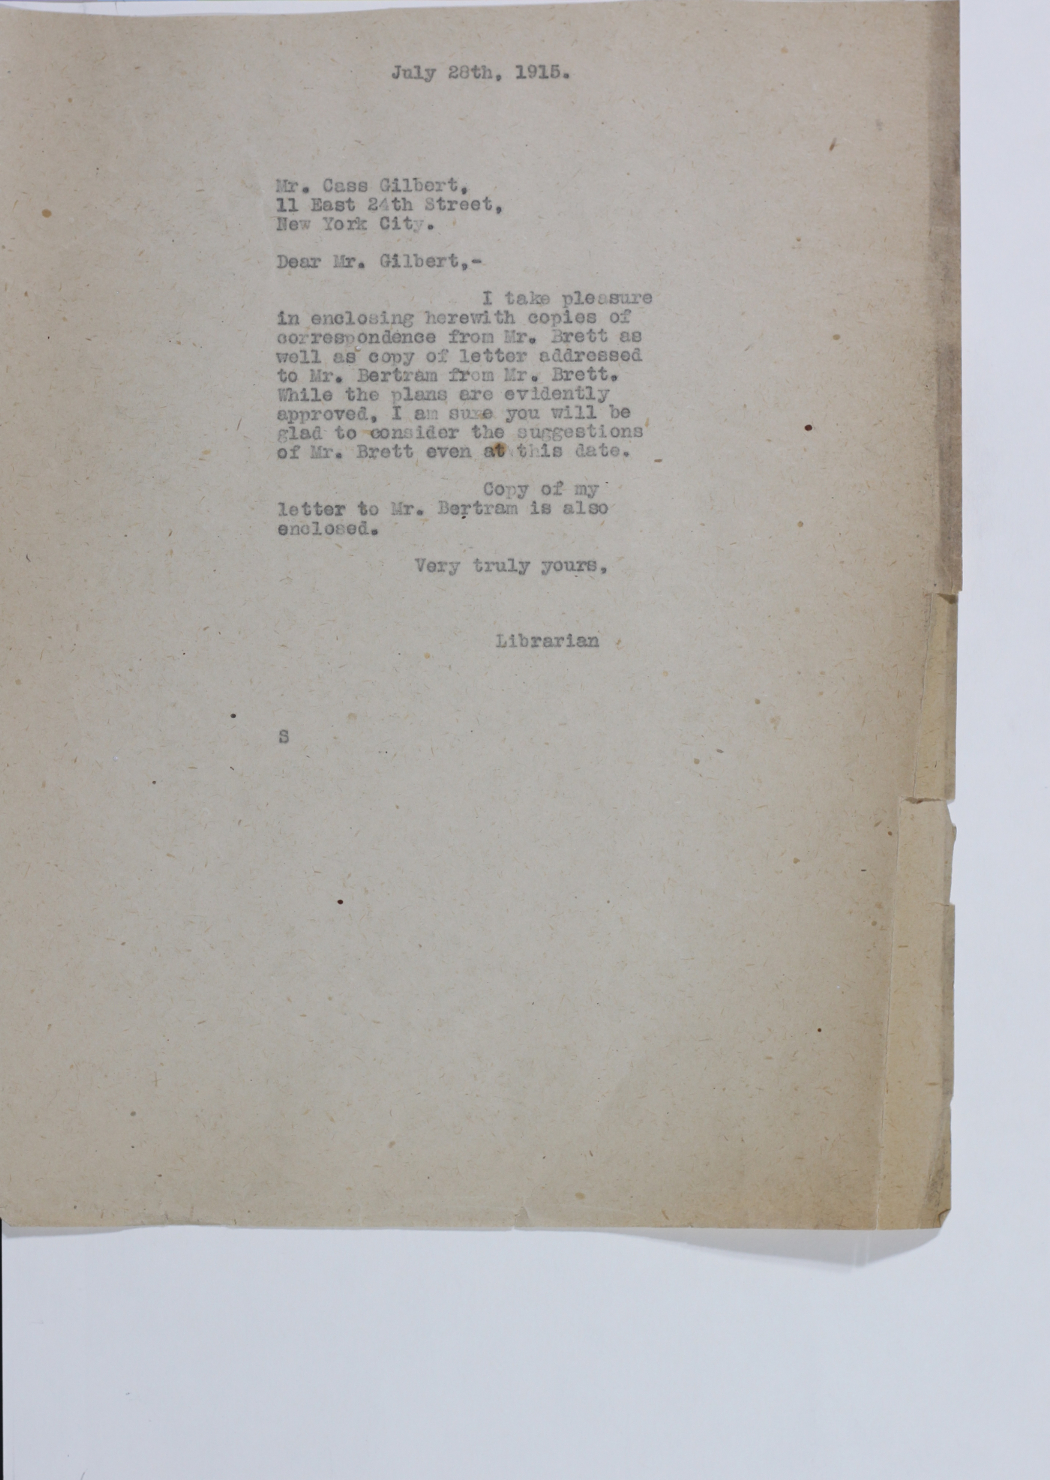 July 28th, 1915.
Mr. Cass Gilbert,
11 East 24th Street,
New York City.
Dear Mr. Gilbert,-
I take pleasure
in enclosing herewith copies of
correspondence from Mr. Brett as
well as copy of letter addressed
to Mr. Bertram from Mr. Brett.
While the plans are evidently
approved, I am sure you will be
glad to consider the suggestions
of Mr. Brett even at this date.
Copy of my
letter to Mr. Bertram is also
enclosed.
Very truly yours,
Librarian
S